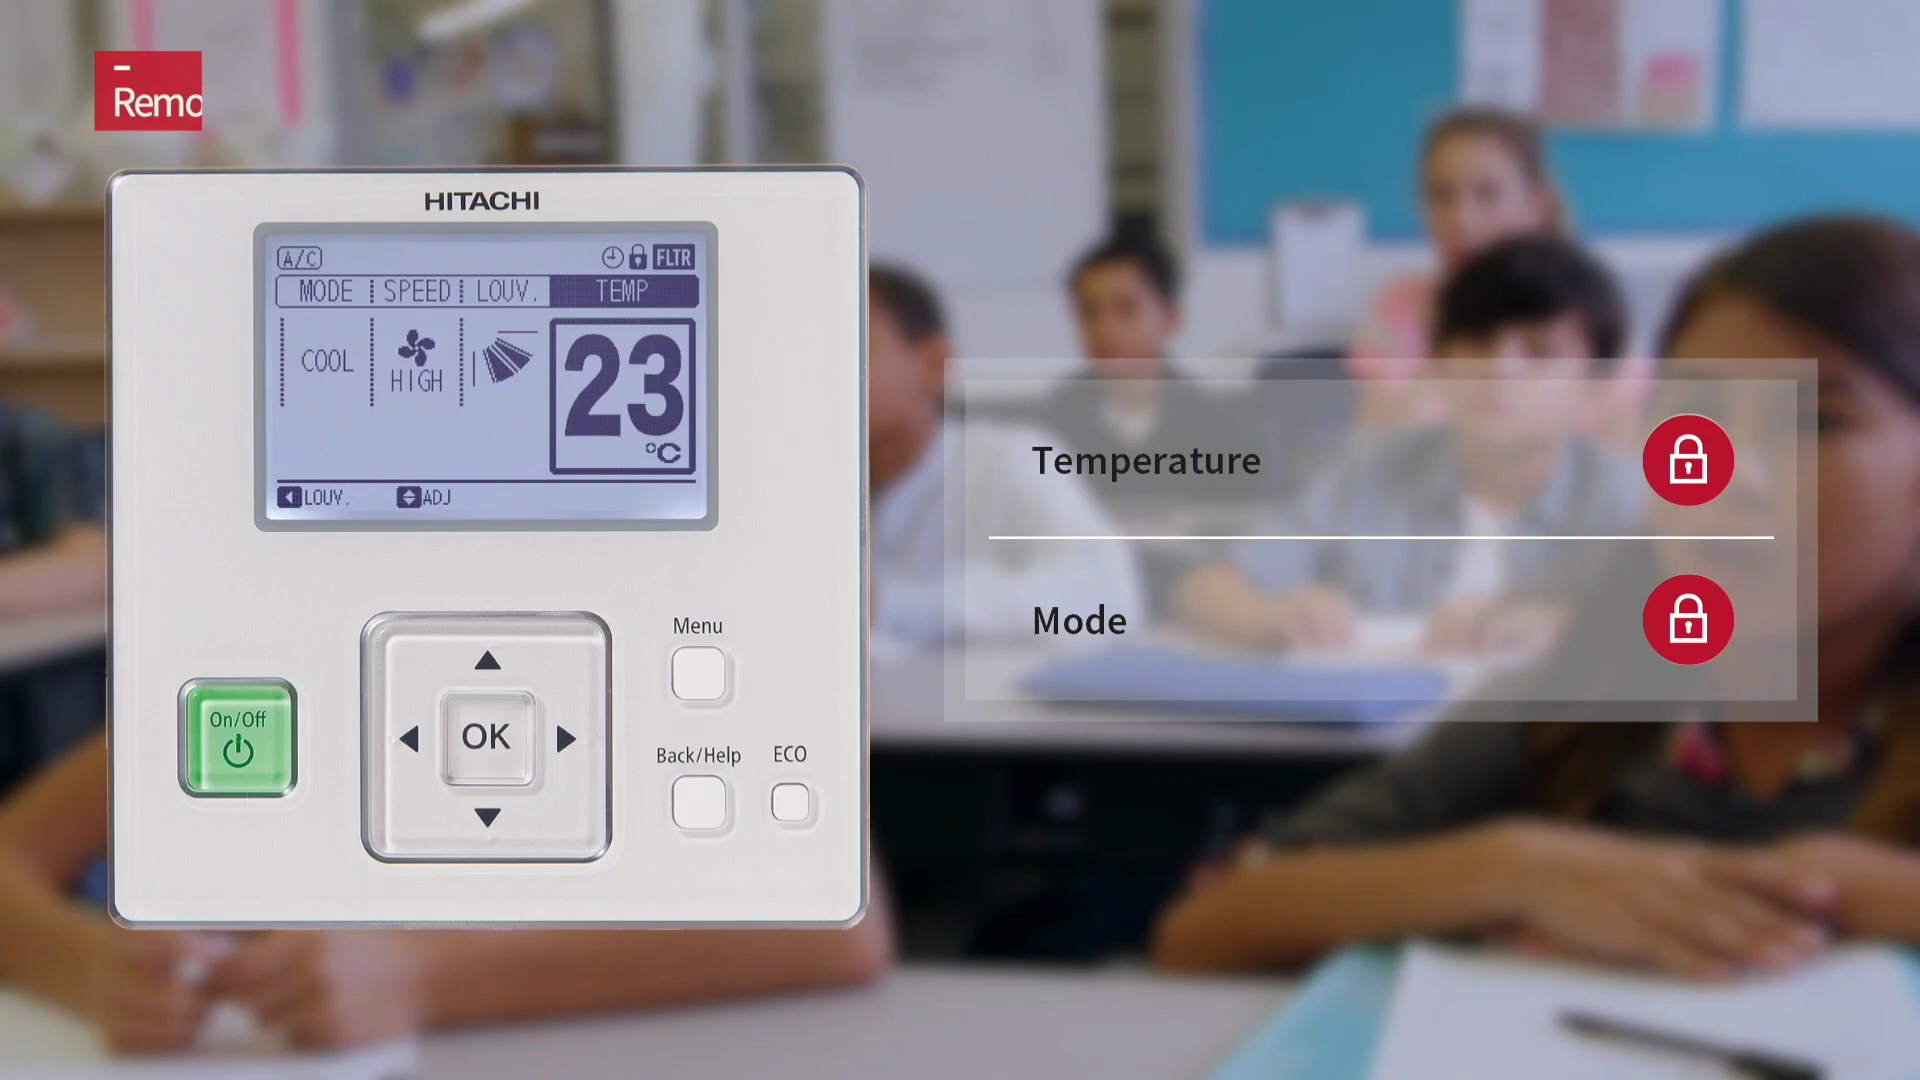 Remo
HITACHI
A/C
FLTR
MODE SPEED LOUV. TEMP
COOL
HIGH
23
°C
LOUV. ADJ
Temperature
Mode
Menu
On/Off
OK
Back/Help ECO